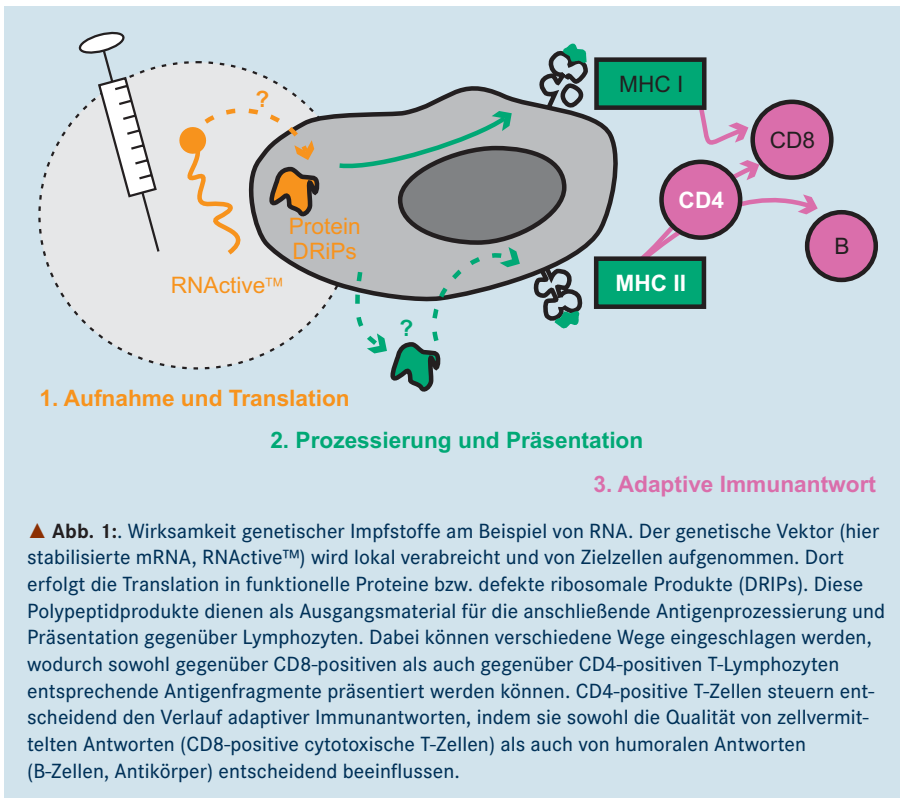 ?
MHC I
CD8
CD4
Protein
DRiPs
B
RNActive™
MHC II
?
1. Aufnahme und Translation
2. Prozessierung und Präsentation
3. Adaptive Immunantwort
▲ Abb. 1:. Wirksamkeit genetischer Impfstoffe am Beispiel von RNA. Der genetische Vektor (hier
stabilisierte mRNA, RNActive™) wird lokal verabreicht und von Zielzellen aufgenommen. Dort
erfolgt die Translation in funktionelle Proteine bzw. defekte ribosomale Produkte (DRIPs). Diese
Polypeptidprodukte dienen als Ausgangsmaterial für die anschließende Antigenprozessierung und
Präsentation gegenüber Lymphozyten. Dabei können verschiedene Wege eingeschlagen werden,
wodurch sowohl gegenüber CD8-positiven als auch gegenüber CD4-positiven T-Lymphozyten
entsprechende Antigenfragmente präsentiert werden können. CD4-positive T-Zellen steuern ent-
scheidend den Verlauf adaptiver Immunantworten, indem sie sowohl die Qualität von zellvermit-
telten Antworten (CD8-positive cytotoxische T-Zellen) als auch von humoralen Antworten
(B-Zellen, Antikörper) entscheidend beeinflussen.